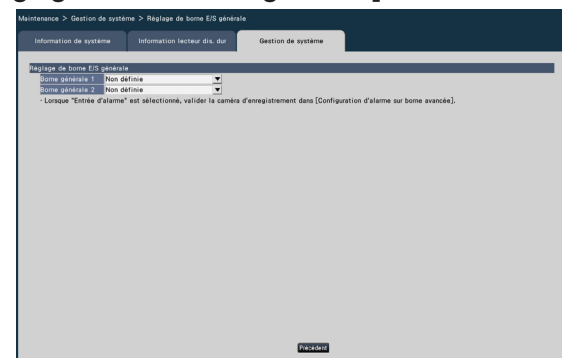 Maintenance > Gestion de système > Réglage de borne E/S générale
Information de système Information lecteur dis. dur Gestion de système
Réglage de borne E/S générale
Borne générale 1 Non définie
Borne générale 2 Non définie
- Lorsque "Entrée d'alarme" est sélectionné, valider la caméra d'enregistrement dans [Configuration d'alarme sur borne avancée].
Précédent